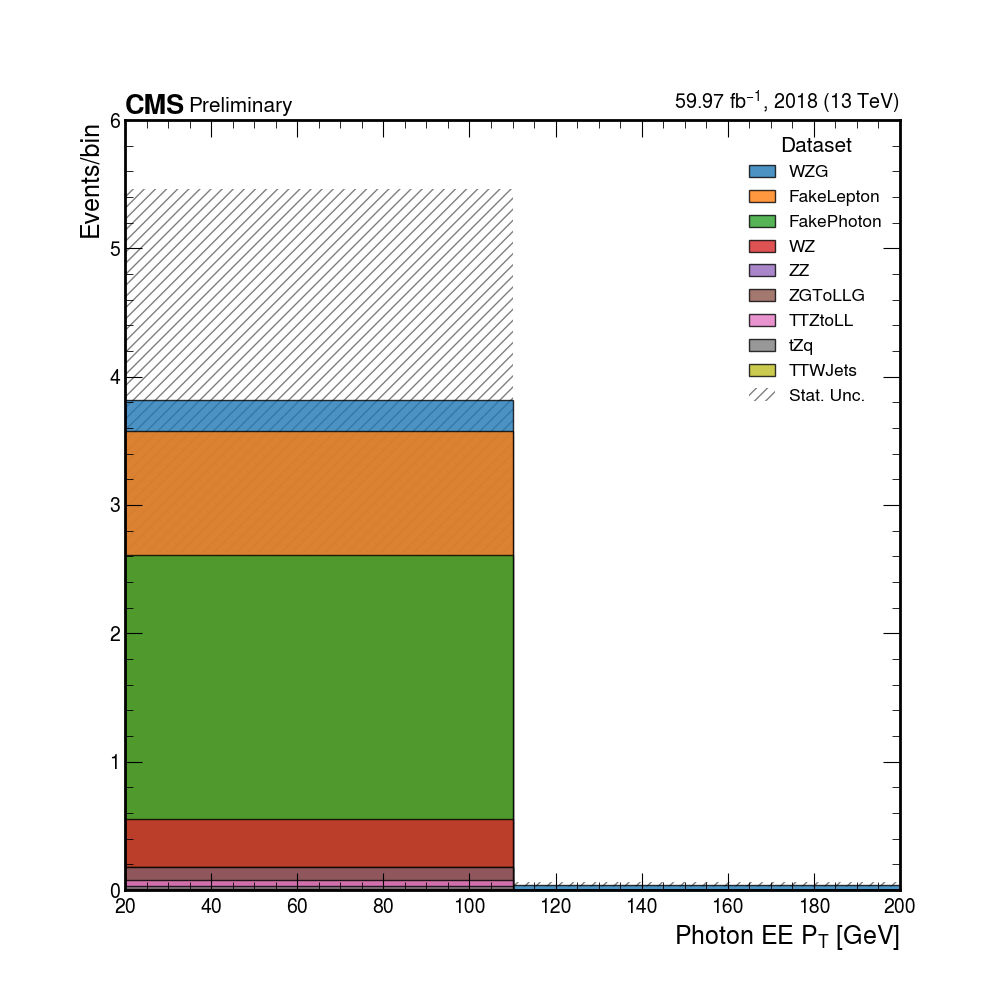 CMS Preliminary
59.97 fb⁻¹, 2018 (13 TeV)
Events/bin
6
5
4
3
2
1
0
Dataset
WZG
FakeLepton
FakePhoton
WZ
ZZ
ZGToLLG
TTZtoLL
tZq
TTWJets
Stat. Unc.
20 40 60 80 100 120 140 160 180 200
Photon EE P_T [GeV]